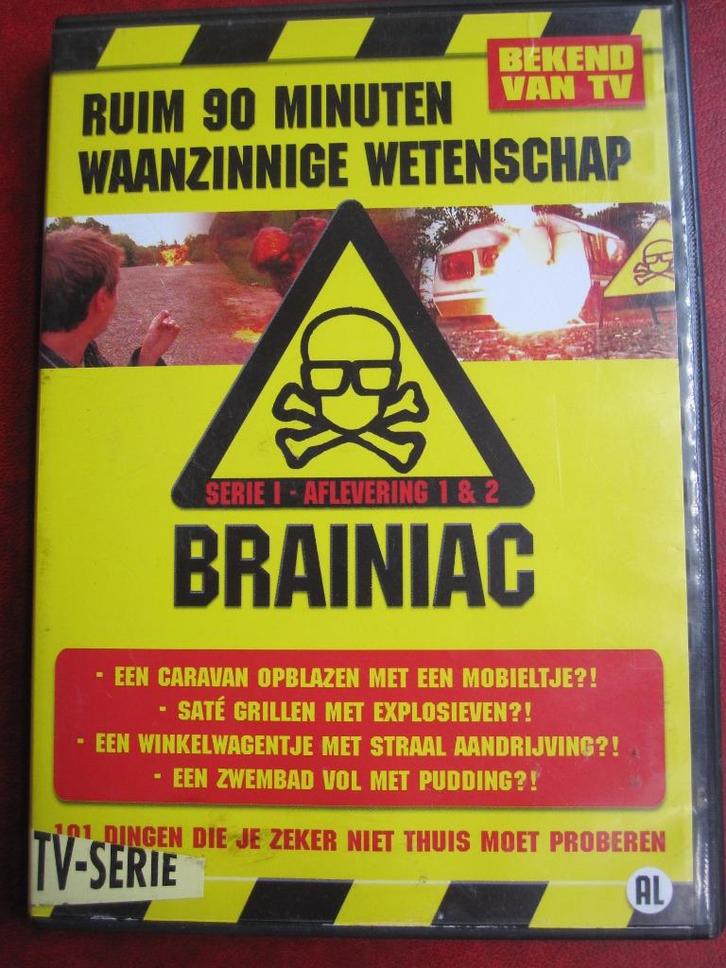 BEKEND
VAN TV
RUIM 90 MINUTEN
WAANZINNIGE WETENSCHAP
SERIE 1 - AFLEVERING 1 & 2
BRAINIAC
- EEN CARAVAN OPBLAZEN MET EEN MOBIELTJE?!
- SATÉ GRILLEN MET EXPLOSIEVEN?!
- EEN WINKELWAGENTJE MET STRAAL AANDRIJVING?!
- EEN ZWEMBAD VOL MET PUDDING?!
101 DINGEN DIE JE ZEKER NIET THUIS MOET PROBEREN
TV-SERIE
AL